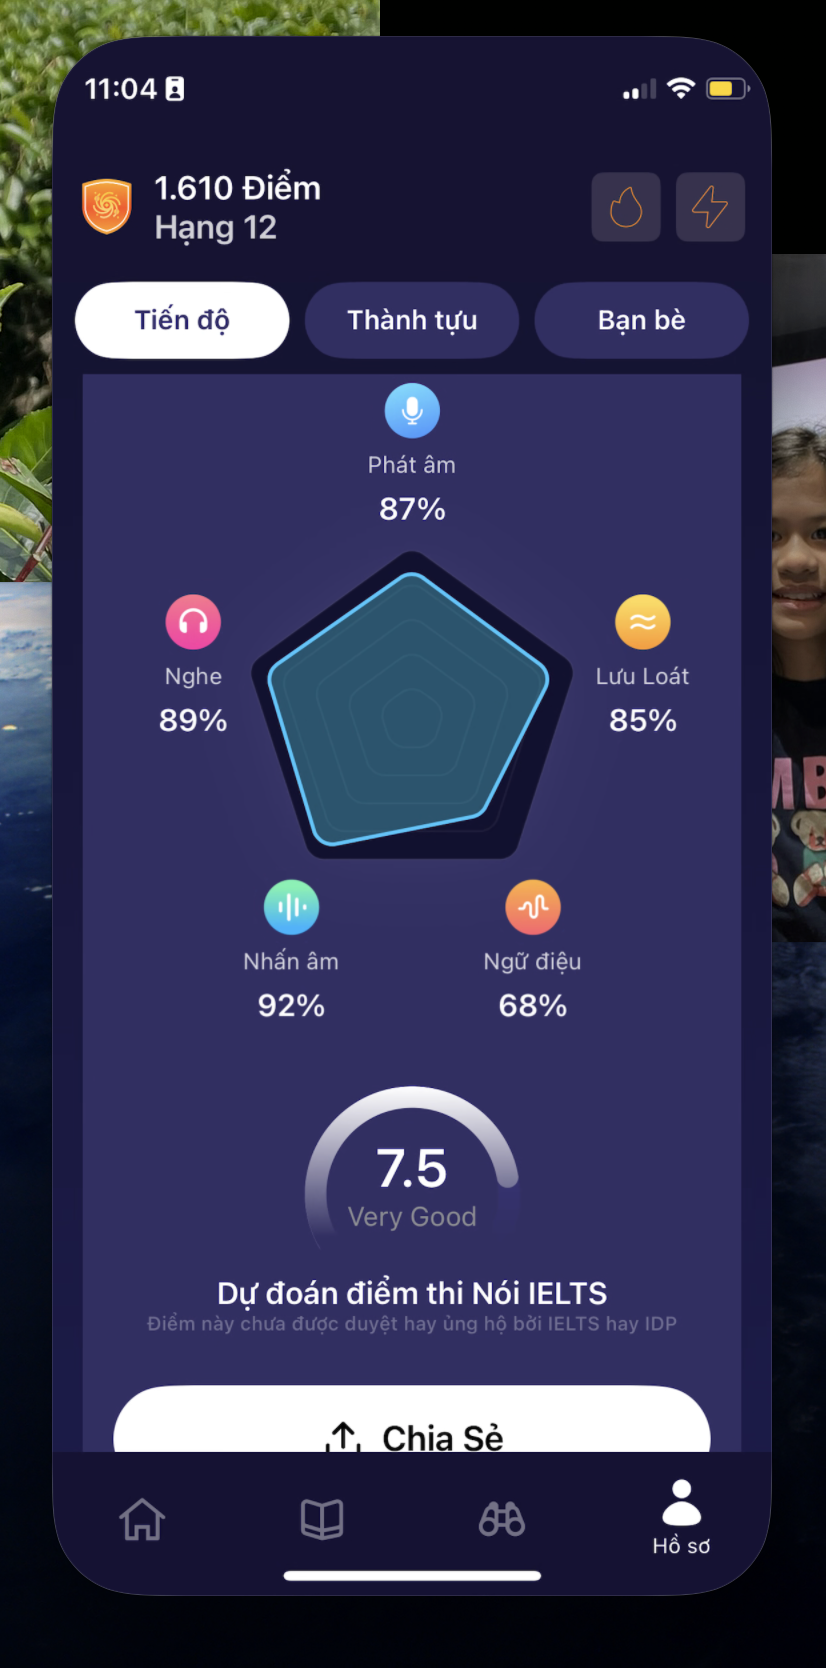 11:04
1.610 Điểm
Hạng 12
Tiến độ
Thành tựu
Bạn bè
Phát âm
87%
Nghe
89%
Lưu Loát
85%
Nhấn âm
92%
Ngữ điệu
68%
7.5
Very Good
Dự đoán điểm thi Nói IELTS
Điểm này chưa được duyệt hay ủng hộ bởi IELTS hay IDP
Chia Sẻ
Hồ sơ